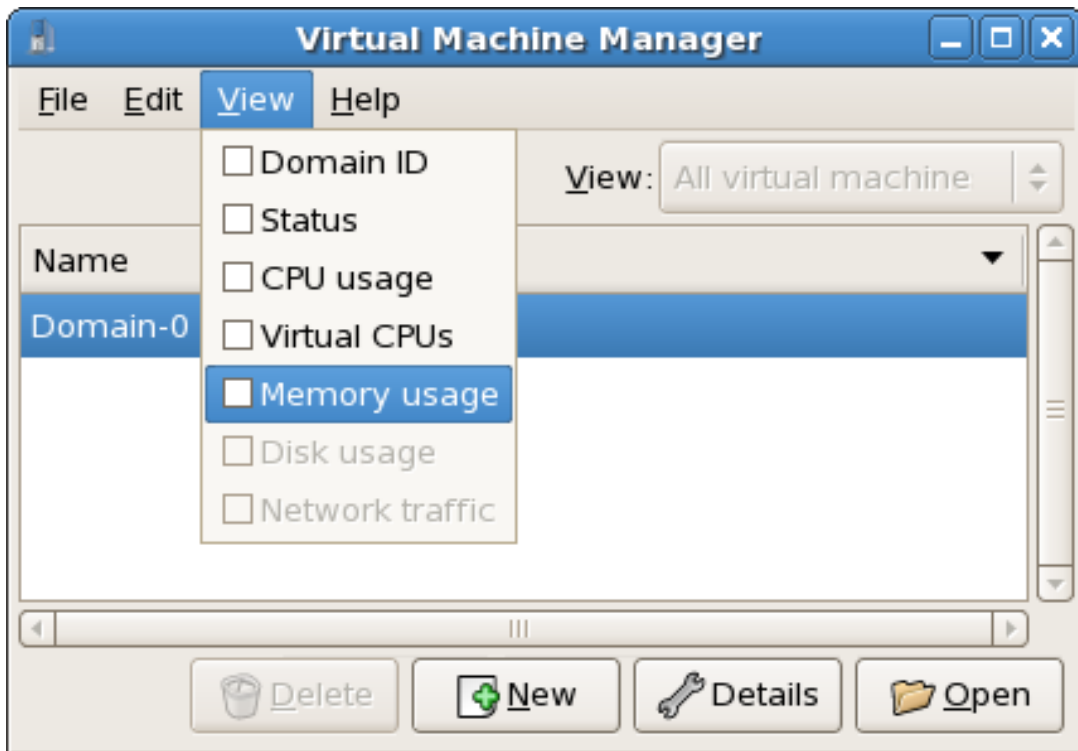 Virtual Machine Manager
File Edit View Help
Domain ID
View: All virtual machine
Status
Name
CPU usage
Domain-0
Virtual CPUs
Memory usage
Disk usage
Network traffic
Delete New Details Open